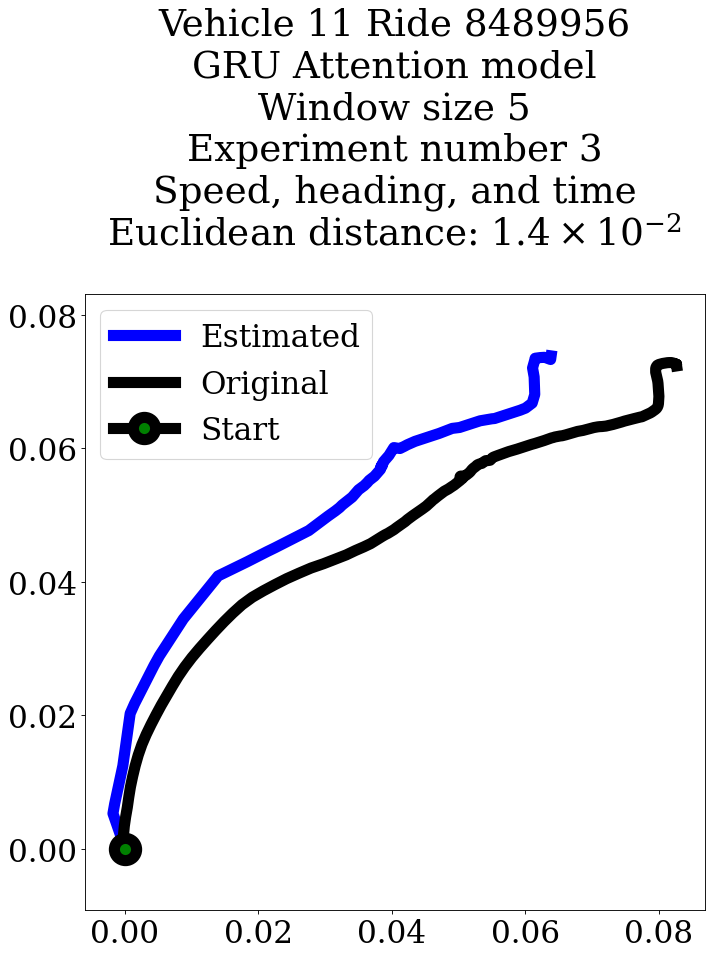 Vehicle 11 Ride 8489956
GRU Attention model
Window size 5
Experiment number 3
Speed, heading, and time
Euclidean distance: 1.4 × 10⁻²
Estimated
Original
Start
0.08
0.06
0.04
0.02
0.00
0.00 0.02 0.04 0.06 0.08